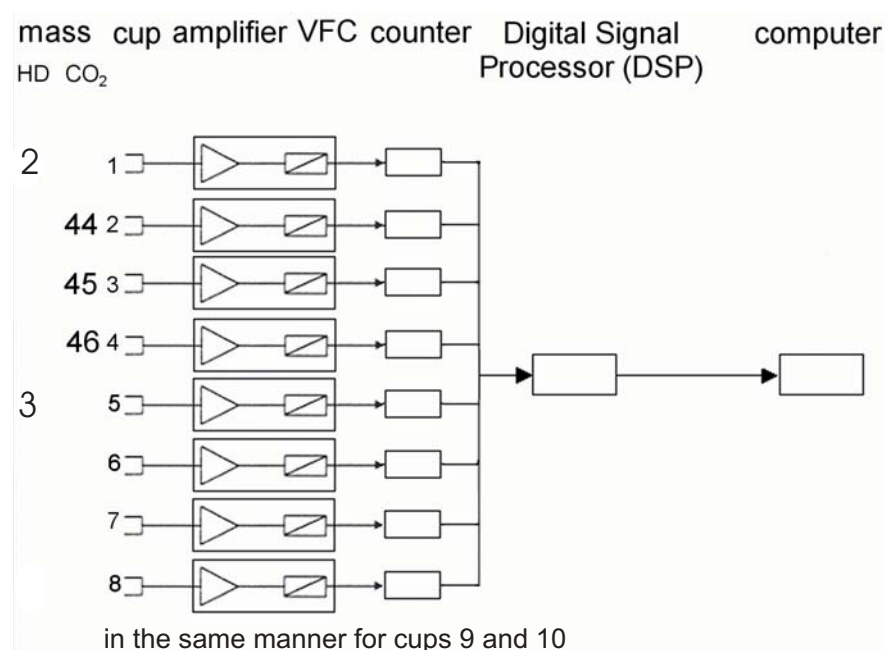 mass cup amplifier VFC counter Digital Signal Processor (DSP) computer
HD CO₂
2 1
44 2
45 3
46 4
3 5
6
7
8
in the same manner for cups 9 and 10